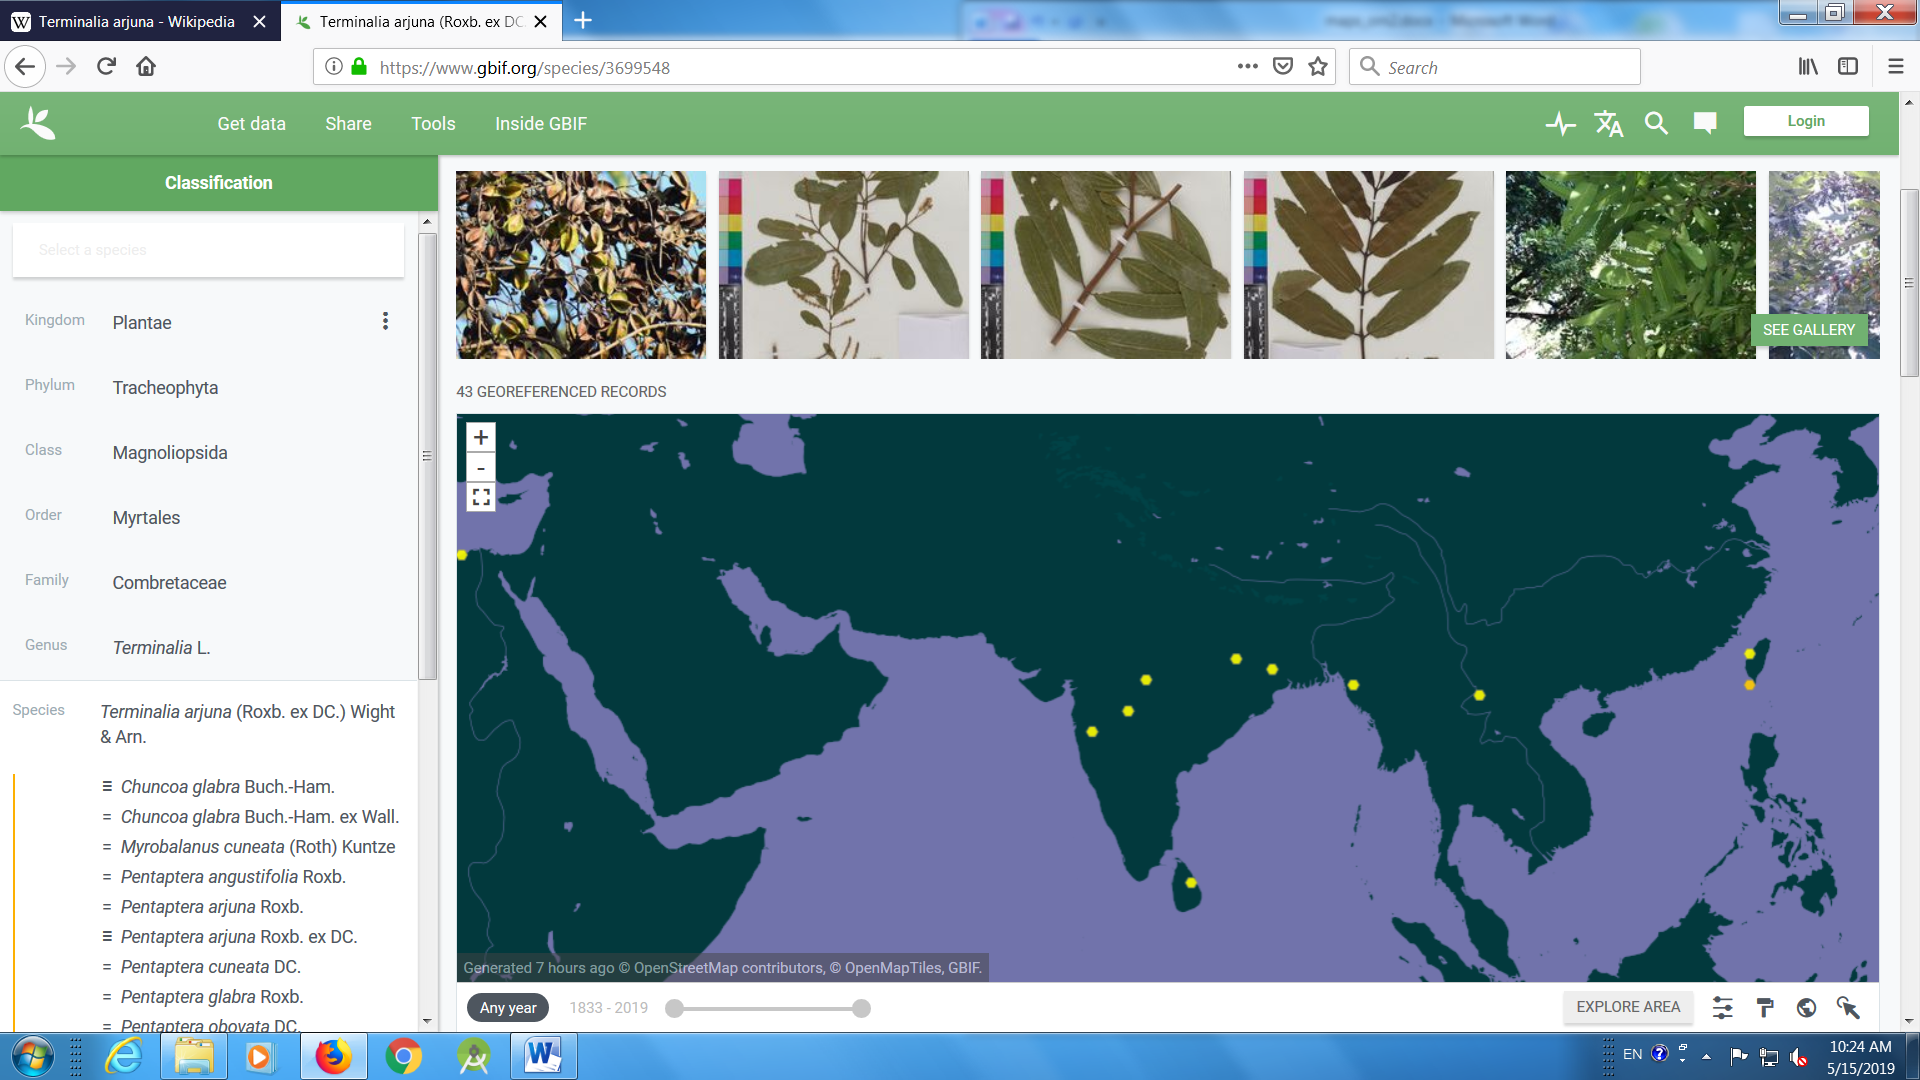 Terminalia arjuna - Wikipedia
Terminalia arjuna (Roxb. ex DC
https://www.gbif.org/species/3699548
Search
Get data
Share
Tools
Inside GBIF
Login
Classification
Select a species
Kingdom Plantae
Phylum Tracheophyta
Class Magnoliopsida
Order Myrtales
Family Combretaceae
Genus Terminalia L.
Species Terminalia arjuna (Roxb. ex DC.) Wight
& Arn.
≡ Chuncoa glabra Buch.-Ham.
= Chuncoa glabra Buch.-Ham. ex Wall.
= Myrobalanus cuneata (Roth) Kuntze
= Pentaptera angustifolia Roxb.
= Pentaptera arjuna Roxb.
≡ Pentaptera arjuna Roxb. ex DC.
= Pentaptera cuneata DC.
= Pentaptera glabra Roxb.
= Pentaptera obovata DC.
SEE GALLERY
43 GEOREFERENCED RECORDS
+
-
Generated 7 hours ago © OpenStreetMap contributors, © OpenMapTiles, GBIF.
Any year
1833 - 2019
EXPLORE AREA
EN
10:24 AM
5/15/2019